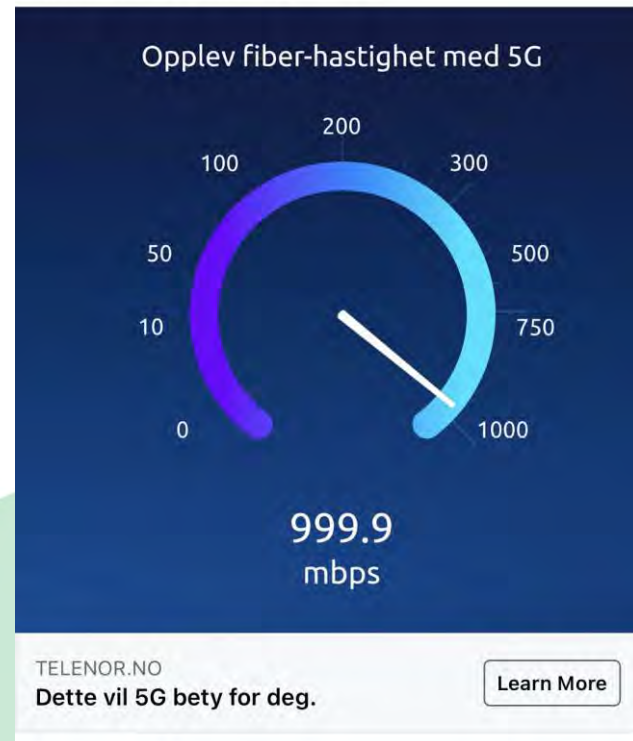 Opplev fiber-hastighet med 5G
200
100
300
50
500
10
750
0
1000
999.9
mbps
TELENOR.NO
Dette vil 5G bety for deg.
Learn More